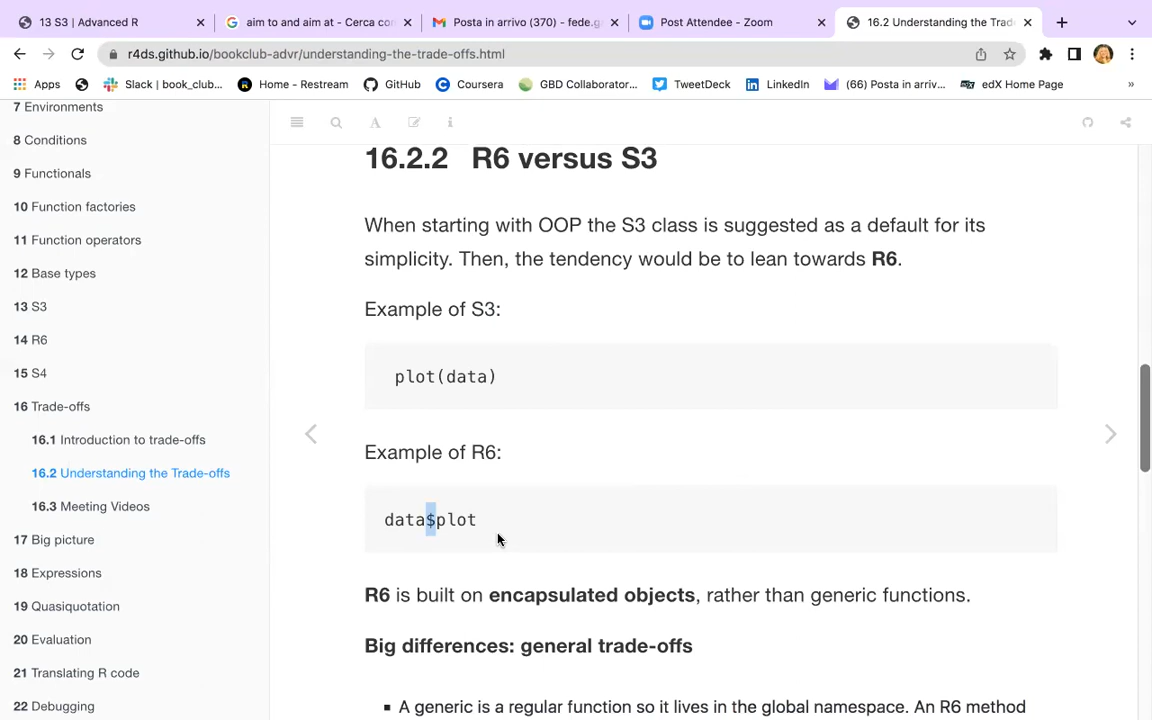 13 S3 | Advanced R
aim to and aim at - Cerca con
Posta in arrivo (370) - fede.g
Post Attendee - Zoom
16.2 Understanding the Trad
r4ds.github.io/bookclub-advr/understanding-the-trade-offs.html
Apps
Slack | book_club...
Home - Restream
GitHub
Coursera
GBD Collaborator...
TweetDeck
LinkedIn
(66) Posta in arriv...
edX Home Page
»
7 Environments
8 Conditions
9 Functionals
10 Function factories
11 Function operators
12 Base types
13 S3
14 R6
15 S4
16 Trade-offs
16.1 Introduction to trade-offs
16.2 Understanding the Trade-offs
16.3 Meeting Videos
17 Big picture
18 Expressions
19 Quasiquotation
20 Evaluation
21 Translating R code
22 Debugging
16.2.2 R6 versus S3
When starting with OOP the S3 class is suggested as a default for its
simplicity. Then, the tendency would be to lean towards R6.
Example of S3:
plot(data)
Example of R6:
data$plot
R6 is built on encapsulated objects, rather than generic functions.
Big differences: general trade-offs
▪ A generic is a regular function so it lives in the global namespace. An R6 method